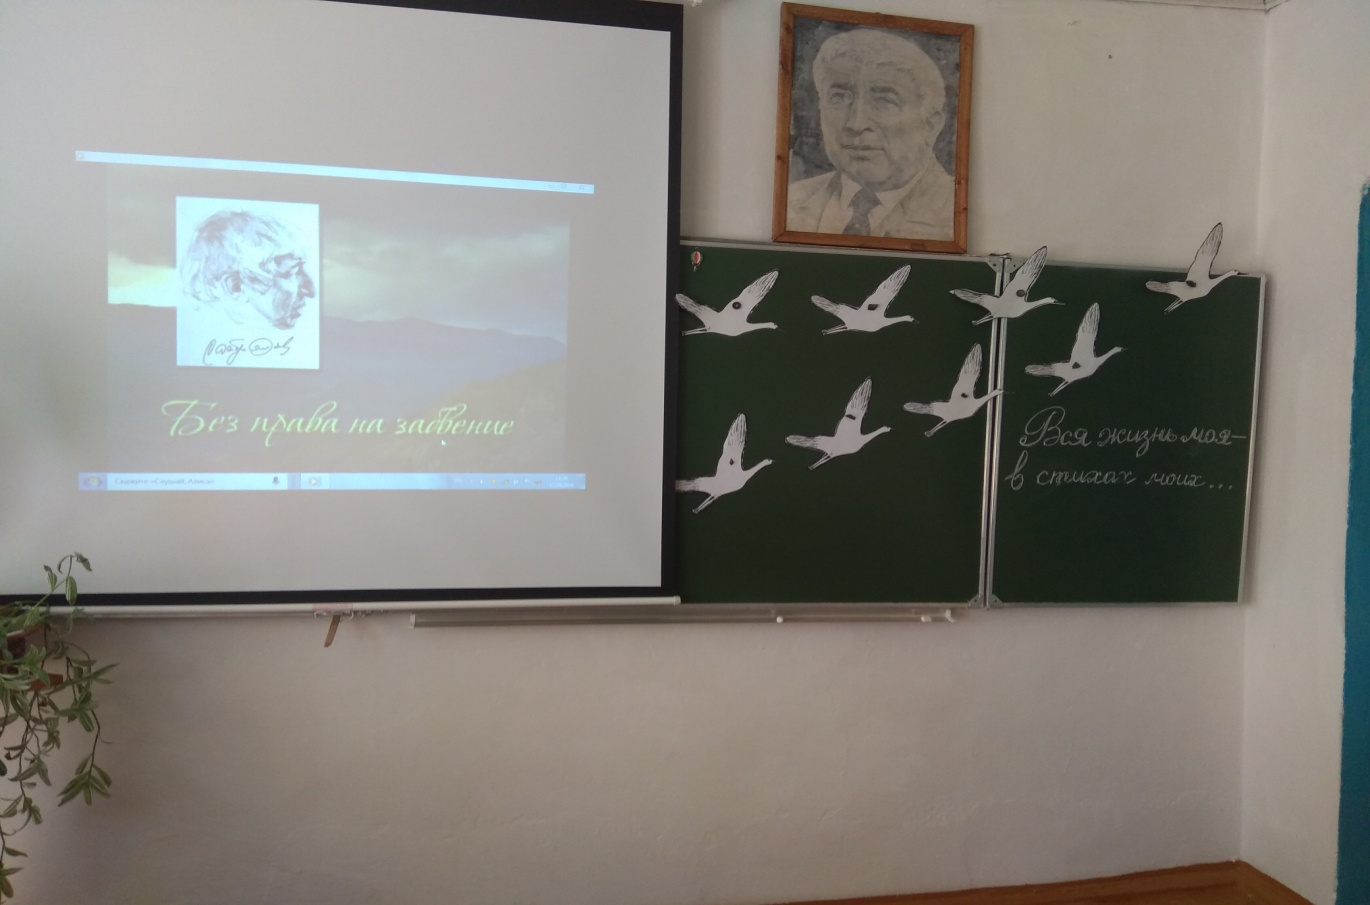 Без права на забвение
Вся жизнь моя –
в стихах моих...